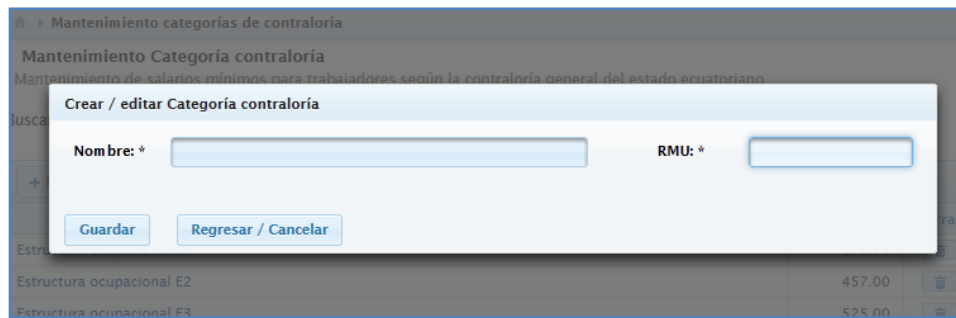 Mantenimiento categorías de contraloría
Mantenimiento Categoría contraloría
Mantenimiento de salarios mínimos para trabajadores según la contraloría general del estado ecuatoriano
Crear / editar Categoría contraloría
Nombre: *
RMU: *
Guardar
Regresar / Cancelar
Estructura ocupacional E2 457.00
Estructura ocupacional E3 525.00